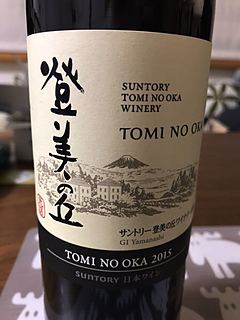 登美の丘
SUNTORY
TOMI NO OKA
WINERY
TOMI NO OKA
サントリー登美の丘ワイナリー
GI Yamanashi
TOMI NO OKA 2015
SUNTORY 日本ワイン